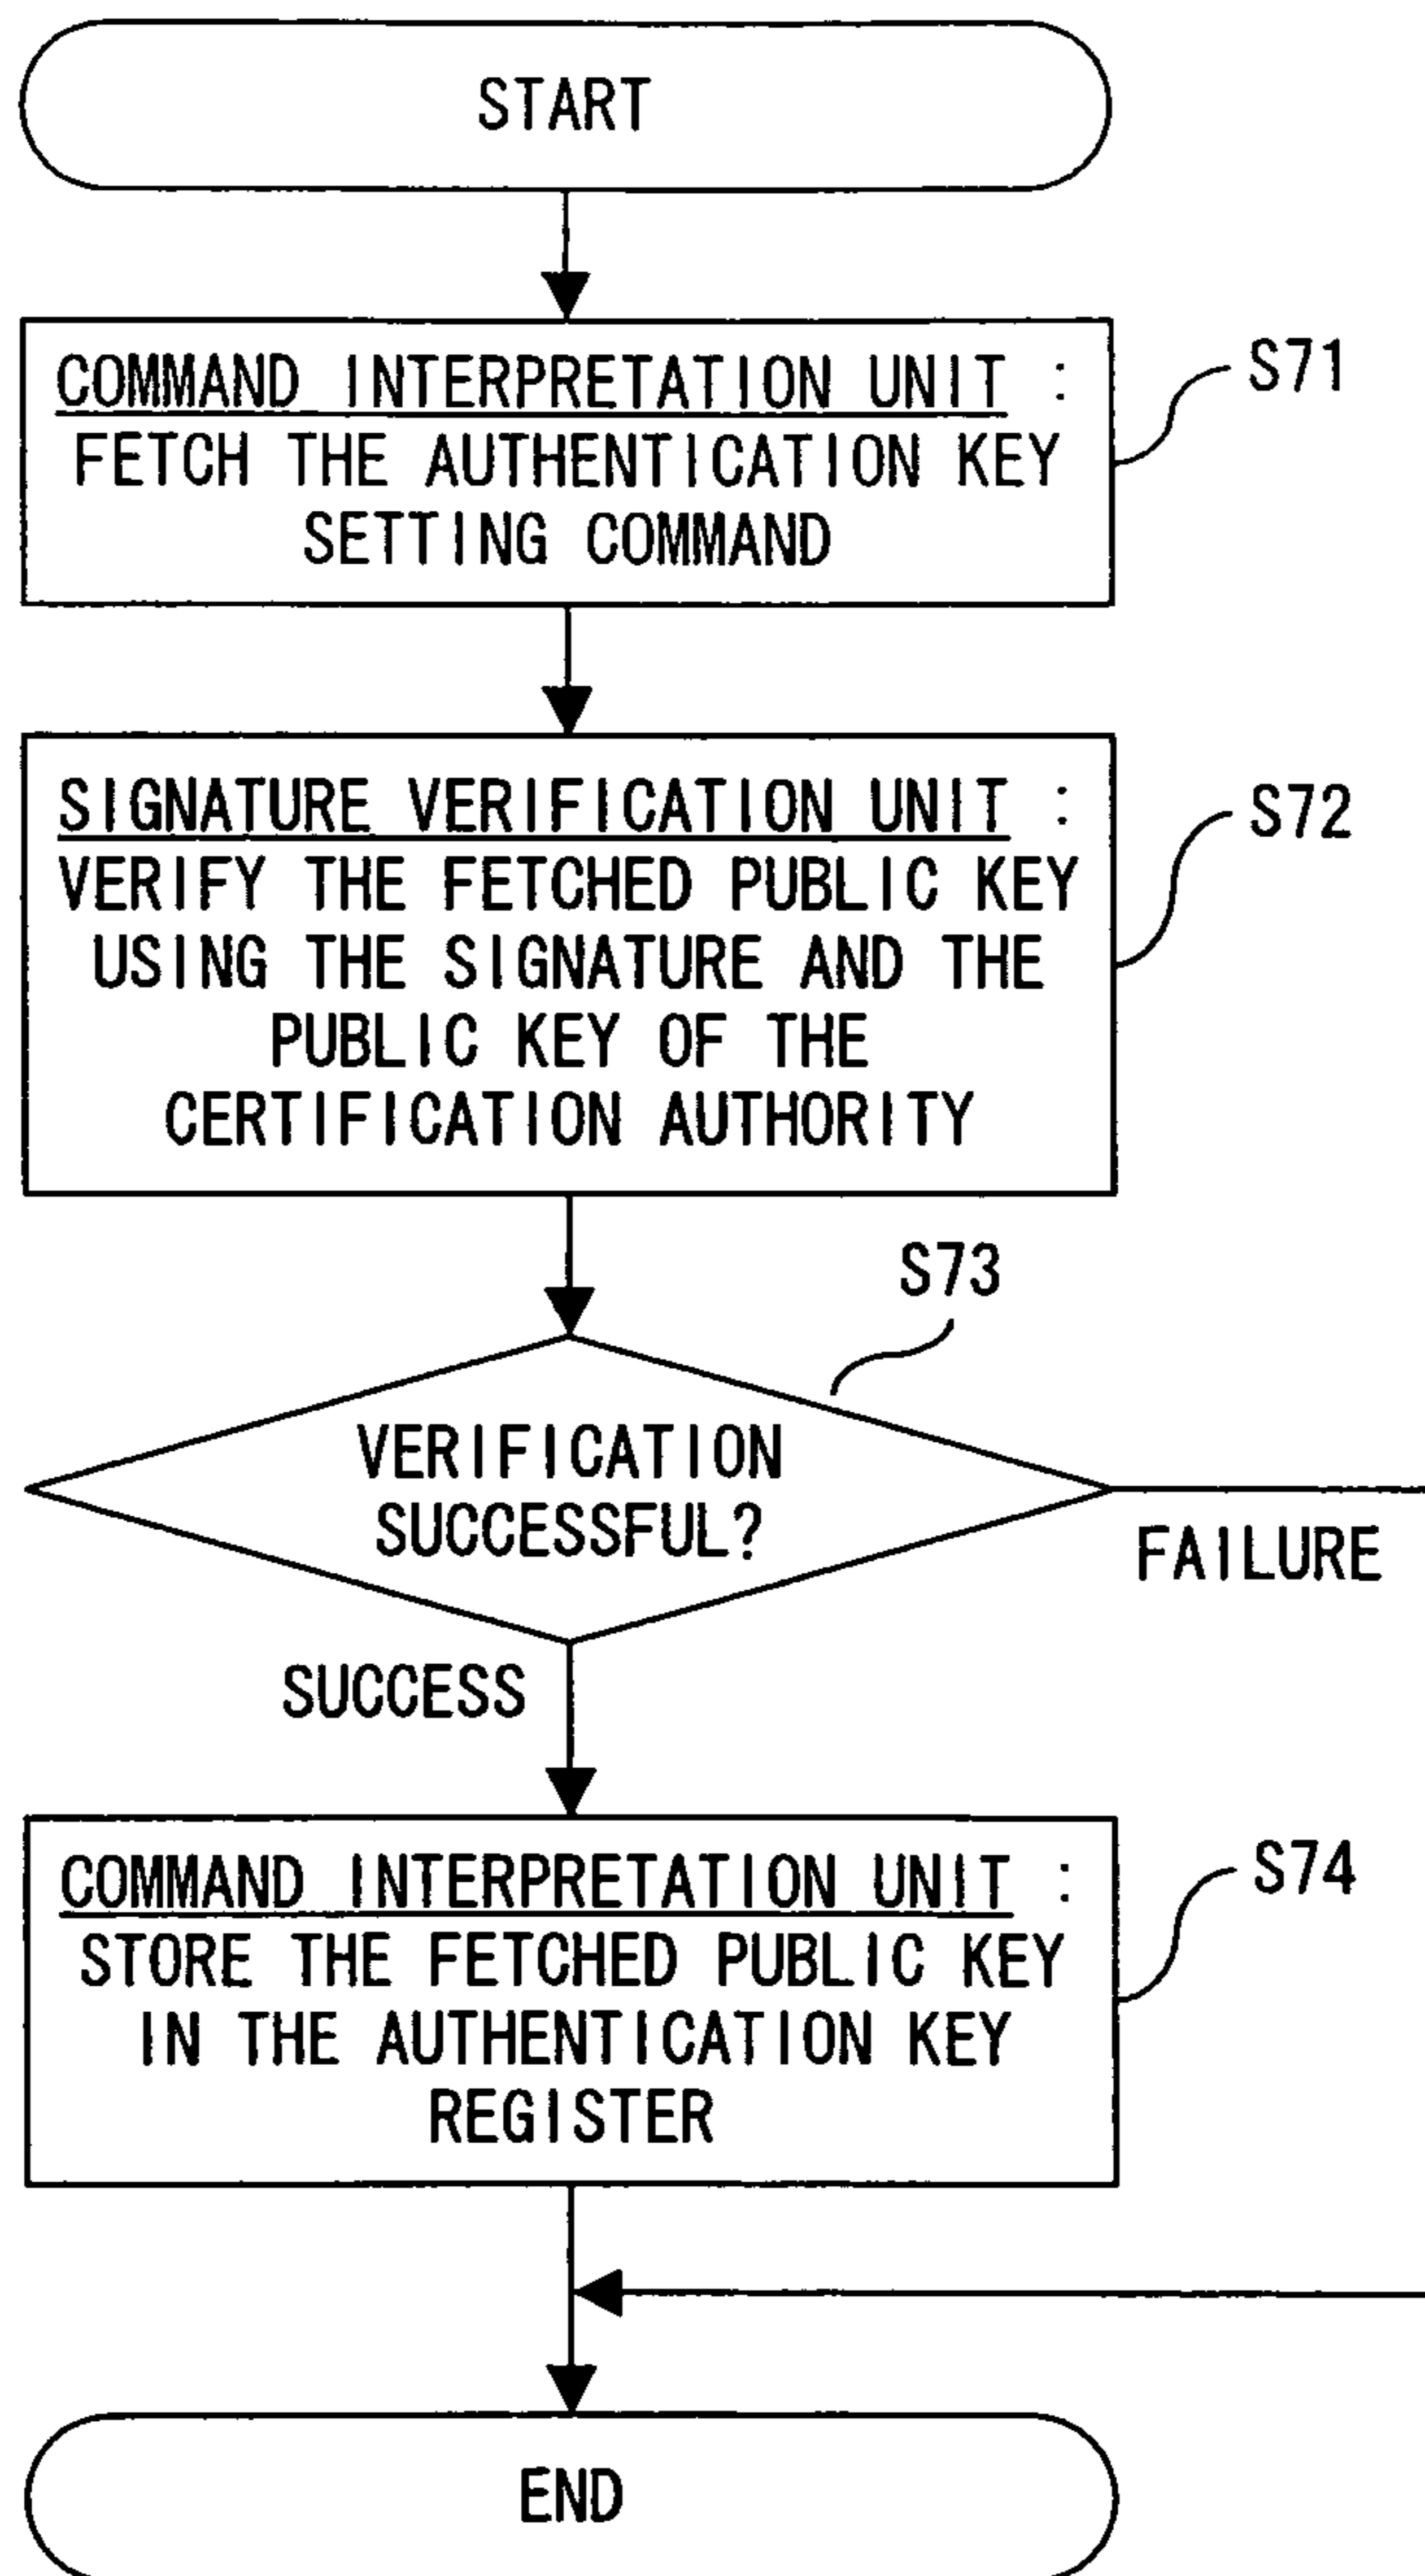 START
COMMAND INTERPRETATION UNIT :
FETCH THE AUTHENTICATION KEY
SETTING COMMAND
S71
SIGNATURE VERIFICATION UNIT :
VERIFY THE FETCHED PUBLIC KEY
USING THE SIGNATURE AND THE
PUBLIC KEY OF THE
CERTIFICATION AUTHORITY
S72
S73
VERIFICATION
SUCCESSFUL?
FAILURE
SUCCESS
COMMAND INTERPRETATION UNIT :
STORE THE FETCHED PUBLIC KEY
IN THE AUTHENTICATION KEY
REGISTER
S74
END